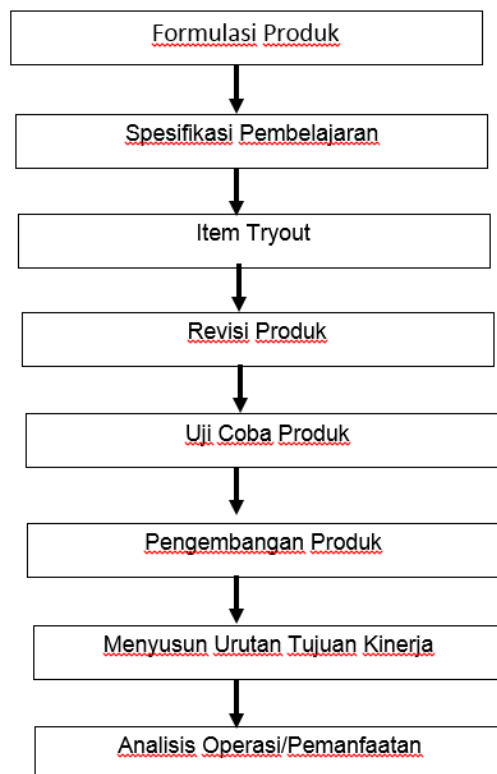 Formulasi Produk
Spesifikasi Pembelajaran
Item Tryout
Revisi Produk
Uji Coba Produk
Pengembangan Produk
Menyusun Urutan Tujuan Kinerja
Analisis Operasi/Pemanfaatan